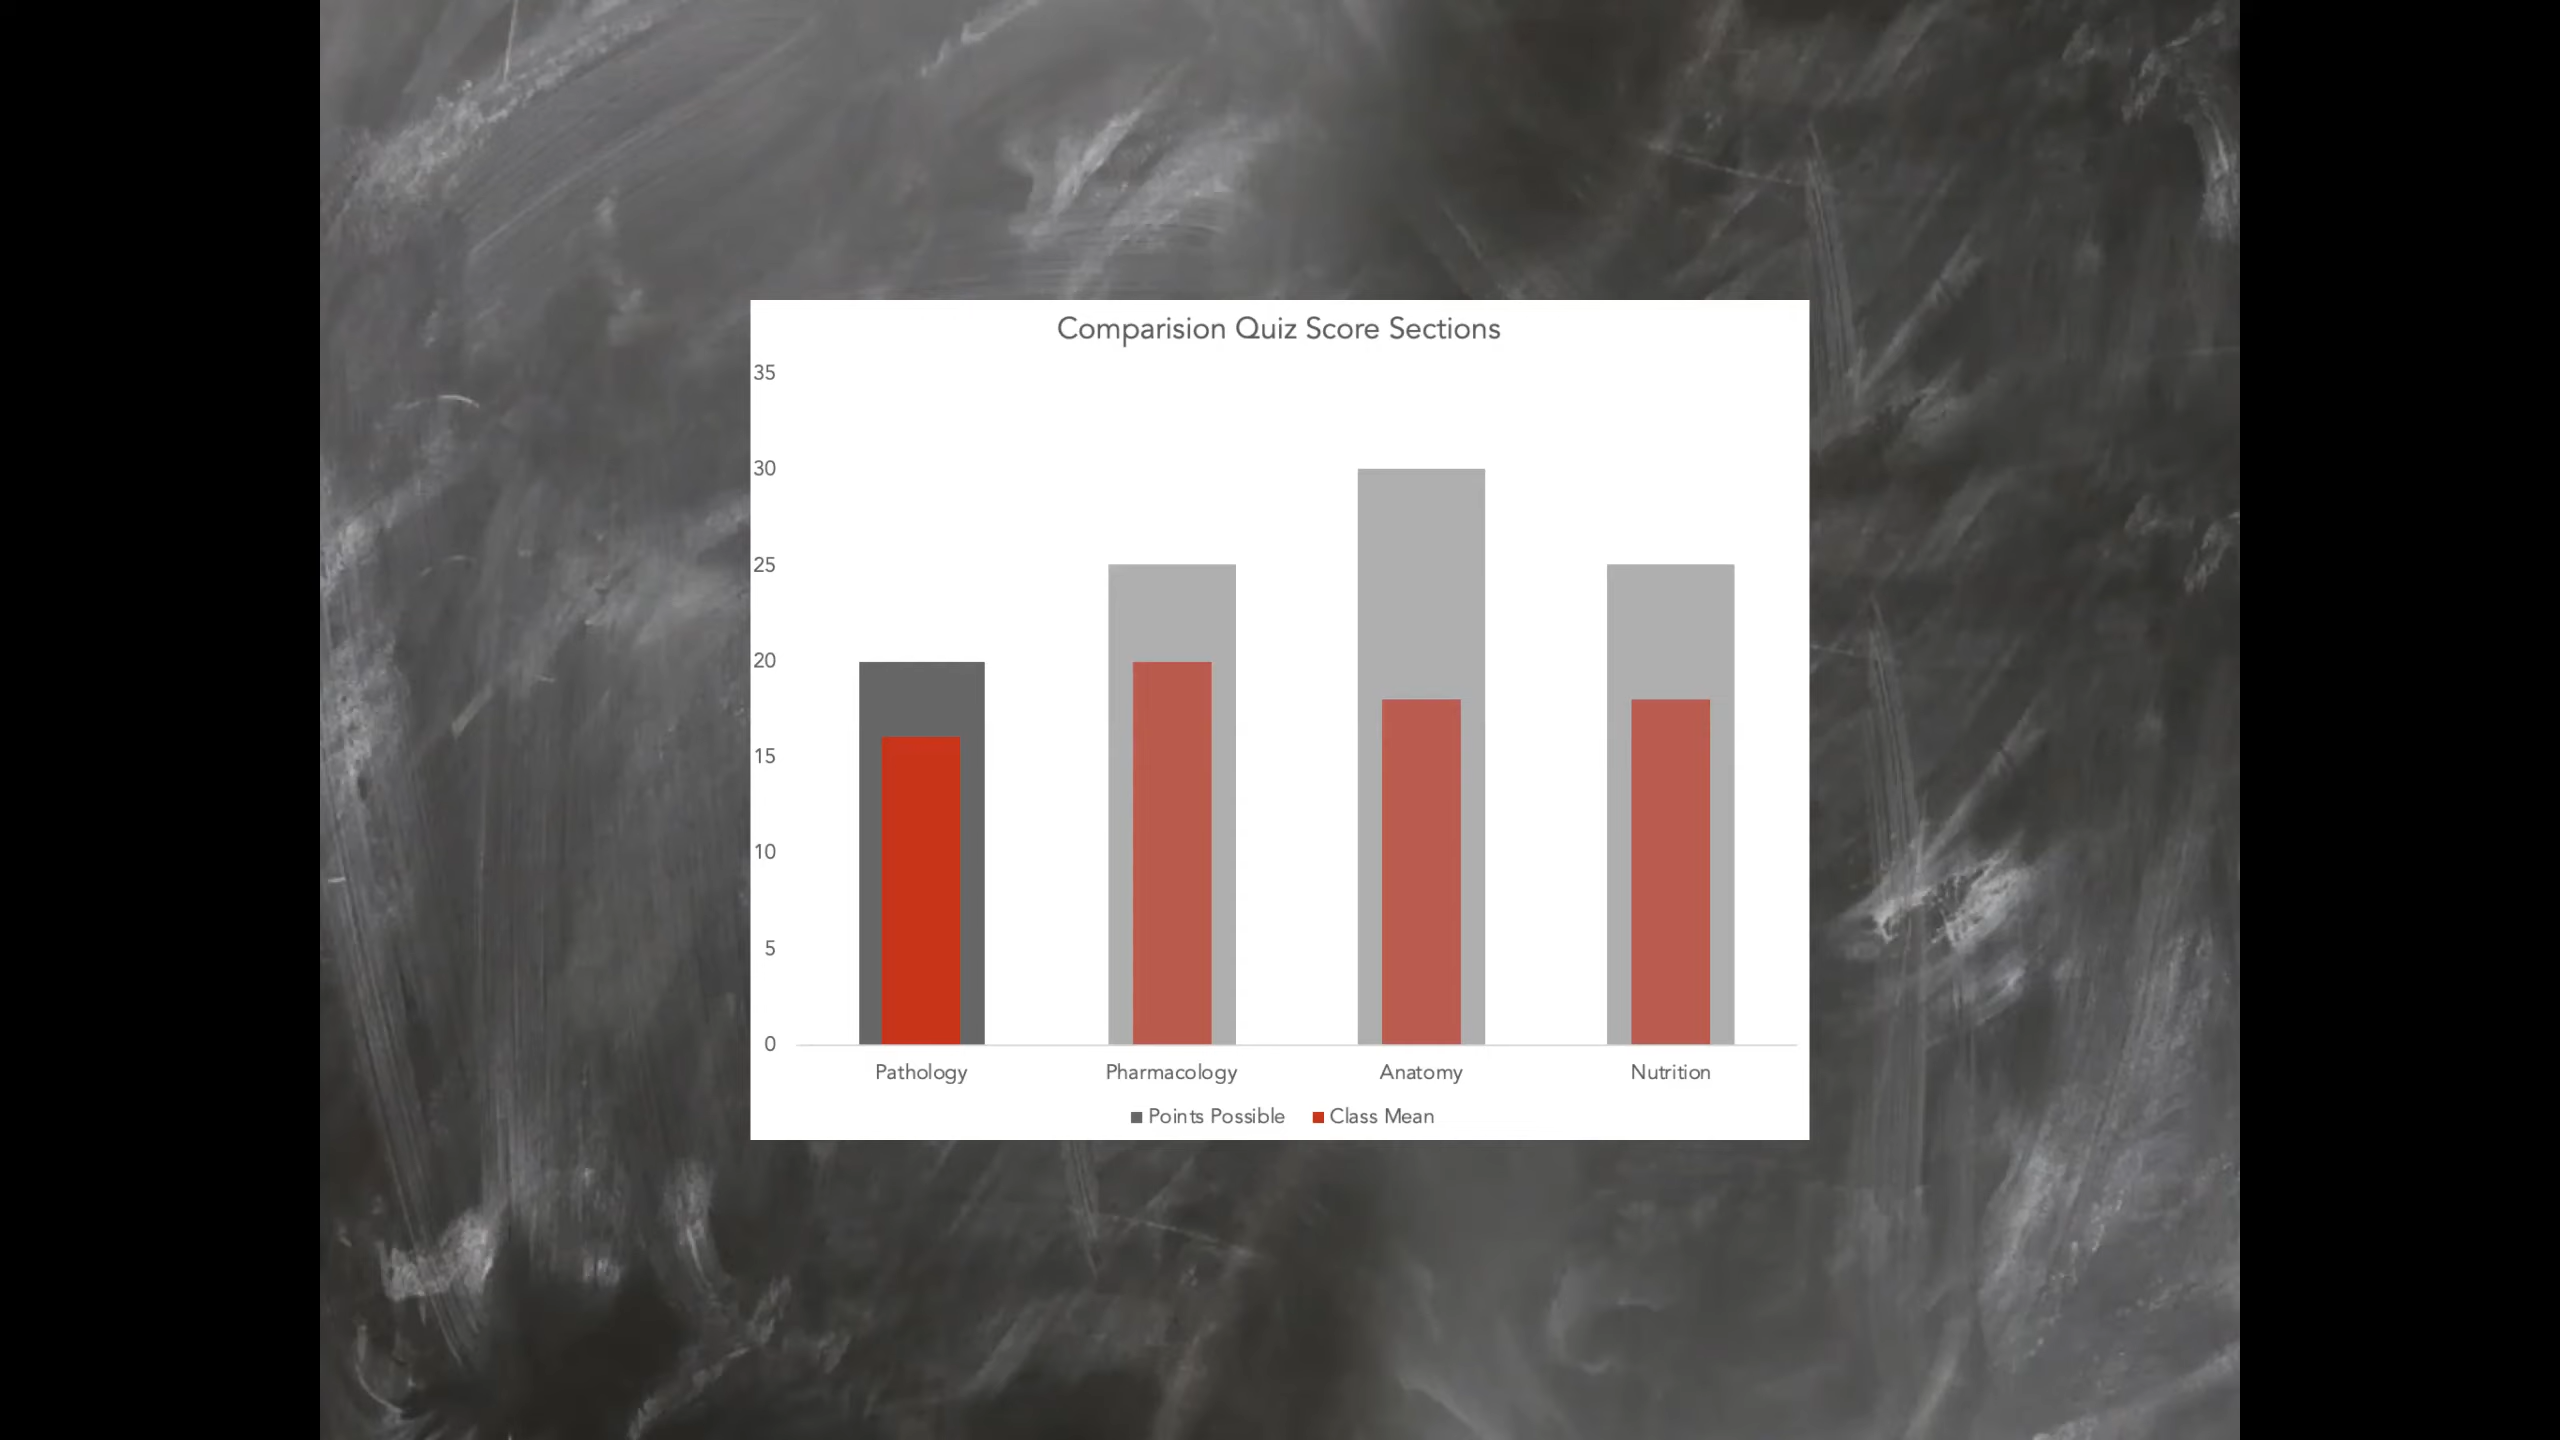 Comparision Quiz Score Sections
35
30
25
20
15
10
5
0
Pathology Pharmacology Anatomy Nutrition
Points Possible Class Mean